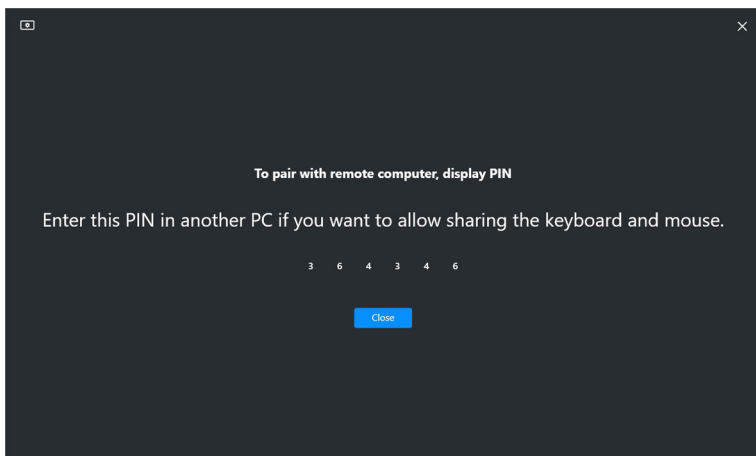 To pair with remote computer, display PIN
Enter this PIN in another PC if you want to allow sharing the keyboard and mouse.
3 6 4 3 4 6
Close